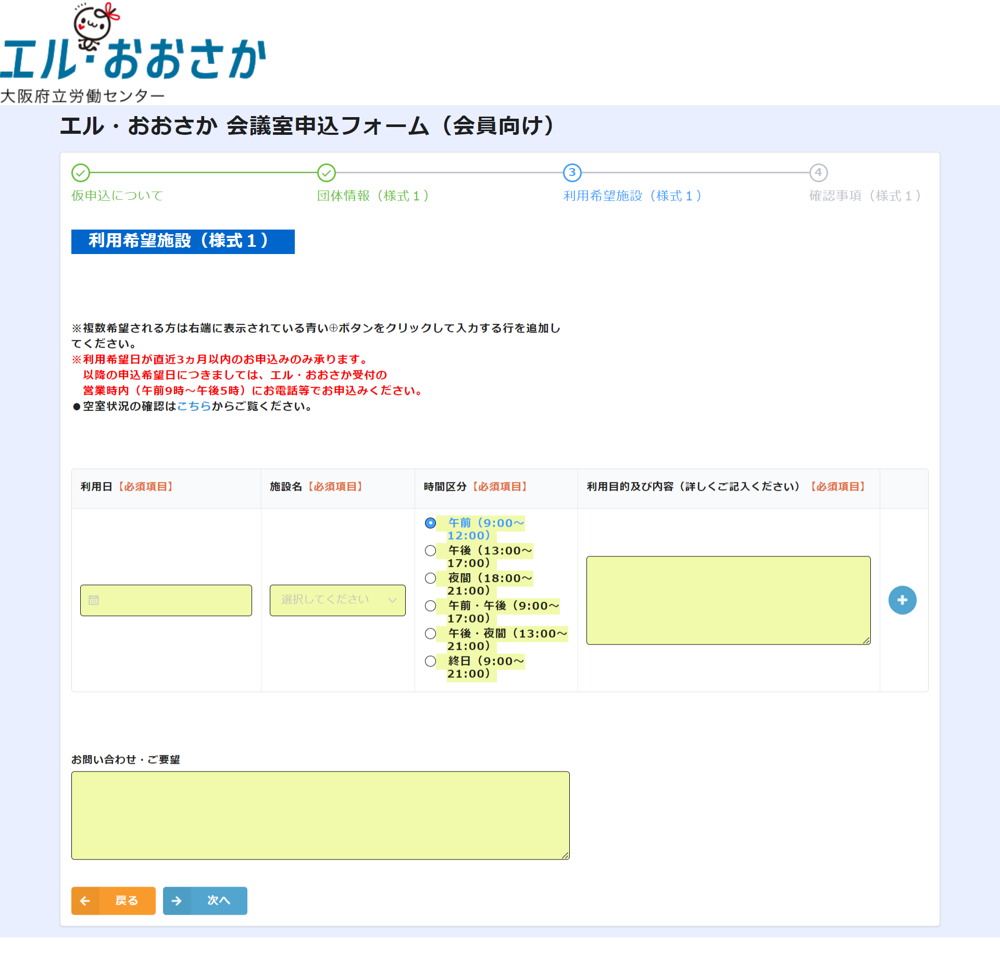 エル・おおさか
大阪府立労働センター
エル・おおさか 会議室申込フォーム（会員向け）
3
4
仮申込について
団体情報（様式１）
利用希望施設（様式１）
確認事項（様式１）
利用希望施設（様式１）
※複数希望される方は右端に表示されている青い⊕ボタンをクリックして入力する行を追加し
てください。
※利用希望日が直近3ヵ月以内のお申込みのみ承ります。
以降の申込希望日につきましては、エル・おおさか受付の
営業時内（午前9時～午後5時）にお電話等でお申込みください。
●空室状況の確認はこちらからご覧ください。
利用日【必須項目】
施設名【必須項目】
時間区分【必須項目】
利用目的及び内容（詳しくご記入ください）【必須項目】
選択してください
午前（9:00～
12:00）
午後（13:00～
17:00）
夜間（18:00～
21:00）
午前・午後（9:00～
17:00）
午後・夜間（13:00～
21:00）
終日（9:00～
21:00）
お問い合わせ・ご要望
戻る
次へ